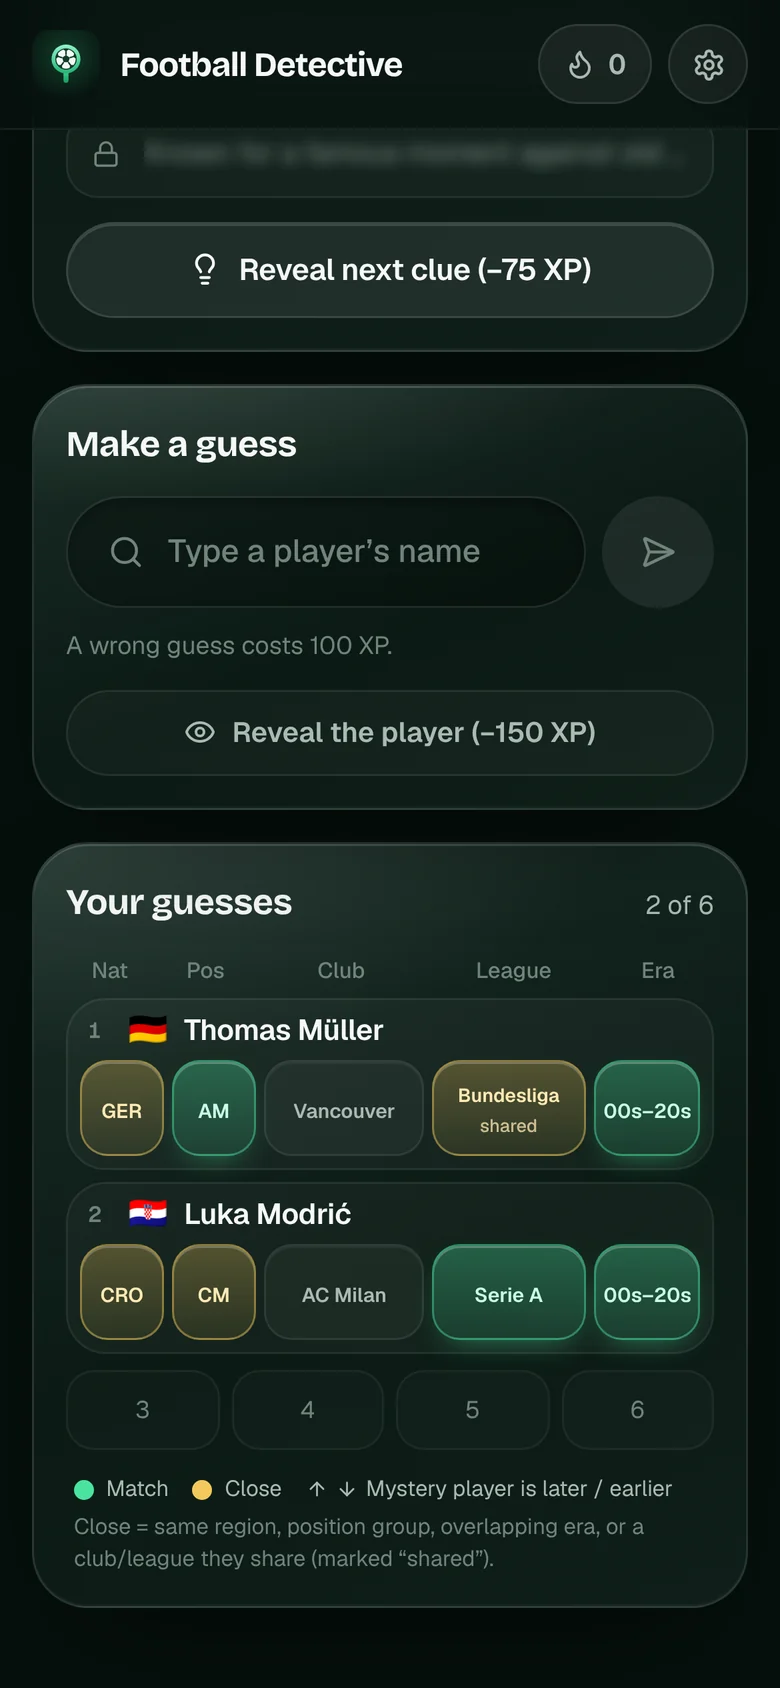 Football Detective
0
Reveal next clue (–75 XP)
Make a guess
Type a player’s name
A wrong guess costs 100 XP.
Reveal the player (–150 XP)
Your guesses
2 of 6
Nat Pos Club League Era
1 Thomas Müller
GER AM Vancouver Bundesliga shared 00s–20s
2 Luka Modrić
CRO CM AC Milan Serie A 00s–20s
3 4 5 6
Match Close ↑ ↓ Mystery player is later / earlier
Close = same region, position group, overlapping era, or a
club/league they share (marked “shared”).